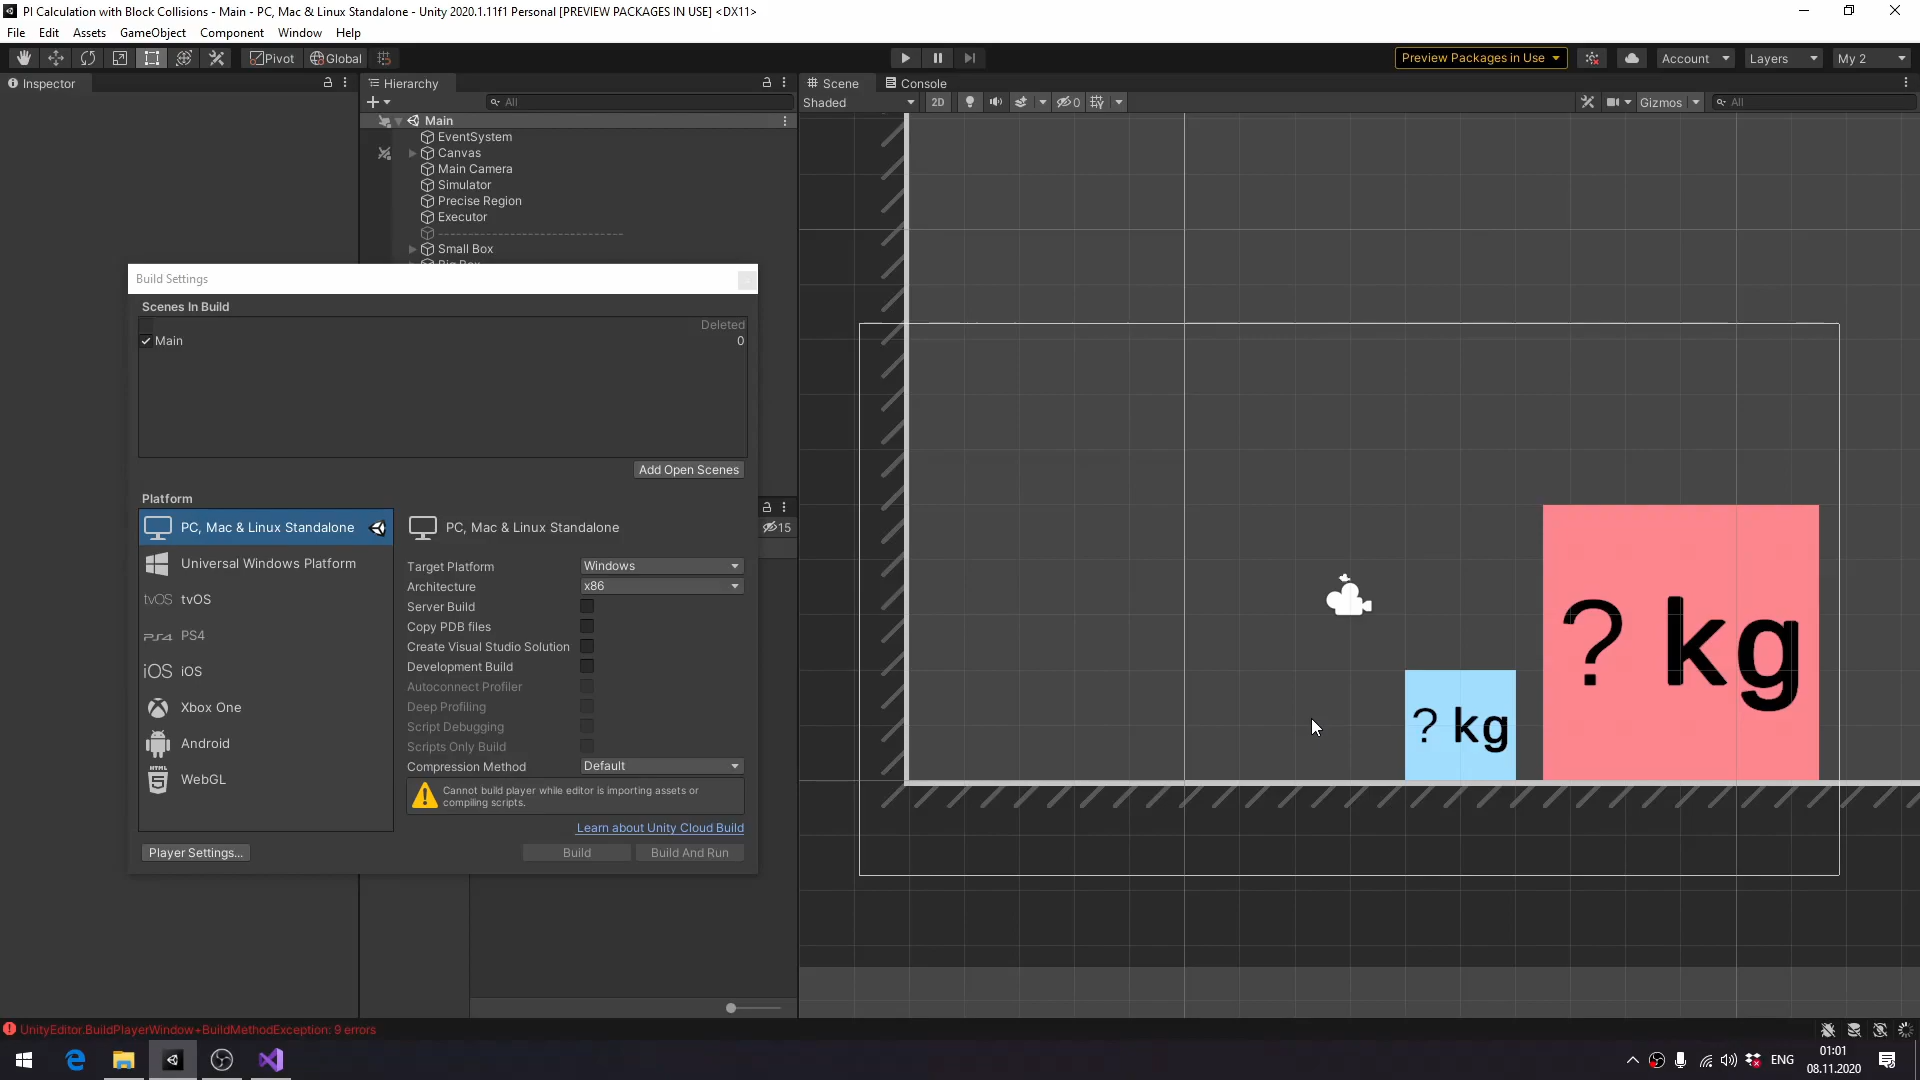 PI Calculation with Block Collisions - Main - PC, Mac & Linux Standalone - Unity 2020.1.11f1 Personal [PREVIEW PACKAGES IN USE] <DX11>
File Edit Assets GameObject Component Window Help
Pivot Global Preview Packages in Use Account Layers My 2
Inspector Hierarchy Scene Console
All Shaded 2D 0 Gizmos All
Main
EventSystem
Canvas
Main Camera
Simulator
Precise Region
Executor
------------------------------
Small Box
Build Settings
Scenes In Build
Deleted
Main 0
Add Open Scenes
Platform
PC, Mac & Linux Standalone
Universal Windows Platform
tvOS tvOS
PS4
iOS iOS
Xbox One
Android
HTML WebGL
PC, Mac & Linux Standalone
15
Target Platform Windows
Architecture x86
Server Build
Copy PDB files
Create Visual Studio Solution
Development Build
Autoconnect Profiler
Deep Profiling
Script Debugging
Scripts Only Build
Compression Method Default
Cannot build player while editor is importing assets or
compiling scripts.
Learn about Unity Cloud Build
Player Settings... Build Build And Run
? kg
? kg
UnityEditor.BuildPlayerWindow+BuildMethodException: 9 errors
ENG
01:01
08.11.2020